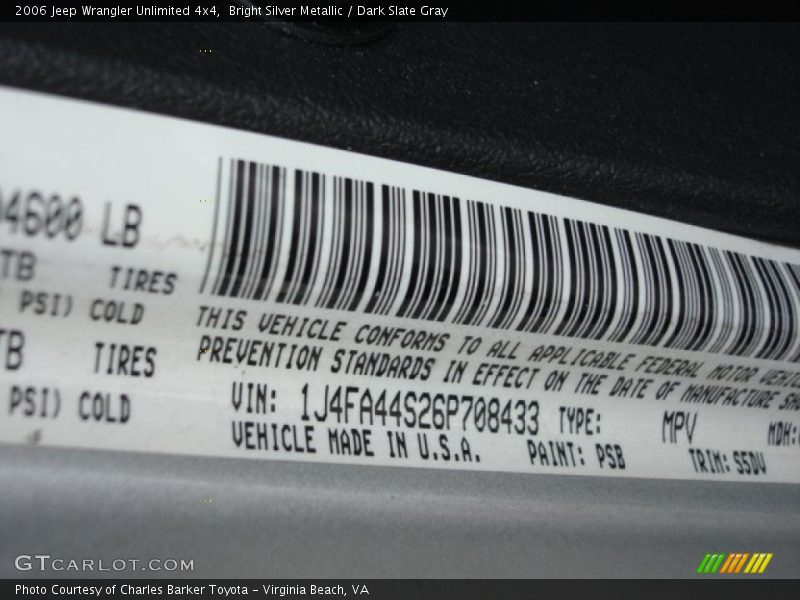 2006 Jeep Wrangler Unlimited 4x4,  Bright Silver Metallic / Dark Slate Gray
4600 LB
TB TIRES
PSI) COLD
TB TIRES
PSI) COLD
THIS VEHICLE CONFORMS TO ALL APPLICABLE FEDERAL MOTOR VEHIC
PREVENTION STANDARDS IN EFFECT ON THE DATE OF MANUFACTURE SH
VIN: 1J4FA44S26P708433 TYPE: MPV MDH:
VEHICLE MADE IN U.S.A. PAINT: PSB TRIM: S5DV
GTCARLOT.COM
Photo Courtesy of Charles Barker Toyota - Virginia Beach, VA